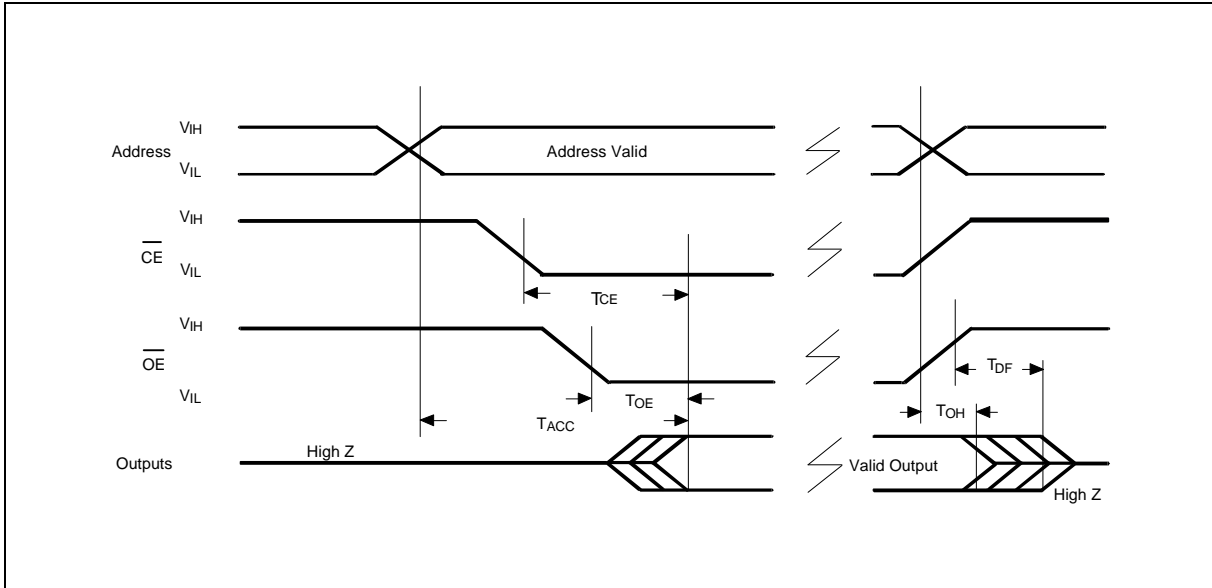 VIH
Address
Address Valid
VIL
VIH
CE
VIL
TCE
VIH
OE
TDF
VIL
TOE
TOH
TACC
High Z
Outputs
Valid Output
High Z